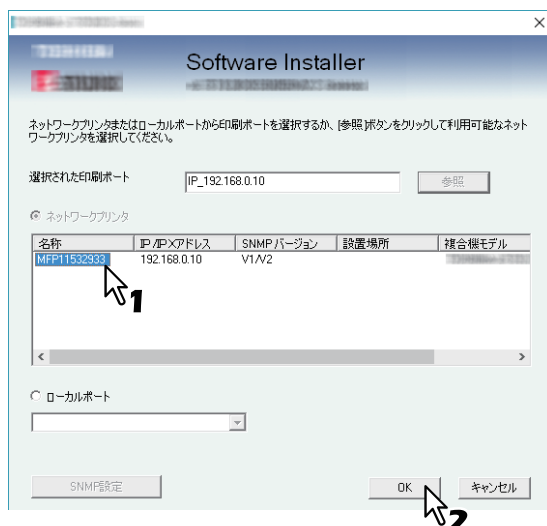 Software Installer
ネットワークプリンタまたはローカルポートから印刷ポートを選択するか、[参照]ボタンをクリックして利用可能なネット
ワークプリンタを選択してください。
選択された印刷ポート
IP_192.168.0.10
参照
ネットワークプリンタ
名称 IP/IPXアドレス SNMPバージョン 設置場所 複合機モデル
MFP11532933 192.168.0.10 V1/V2
1
ローカルポート
SNMP設定
OK
キャンセル
2